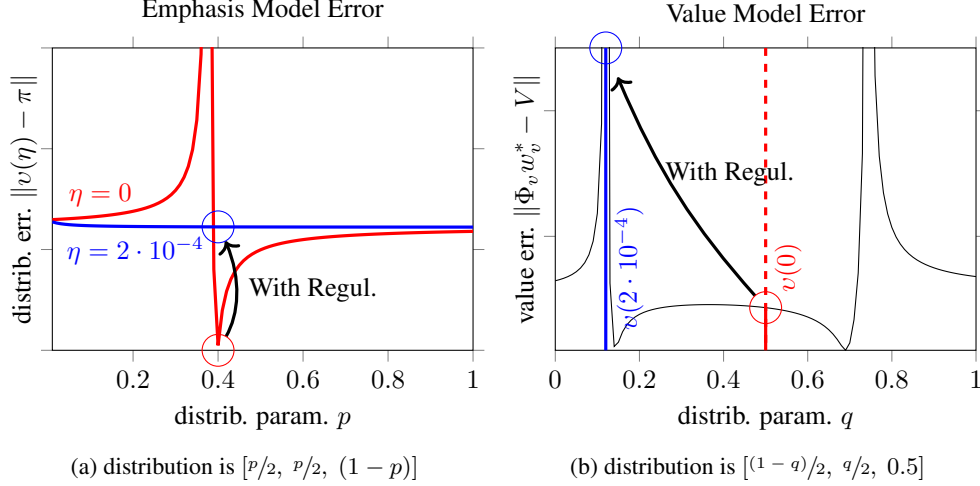 Emphasis Model Error
distrib. err. ‖υ(η) − π‖
η = 0
η = 2 · 10⁻⁴
With Regul.
0.2 0.4 0.6 0.8 1
distrib. param. p
(a) distribution is [p/2, p/2, (1 − p)]
Value Model Error
value err. ‖Φᵥw*ᵥ − V‖
With Regul.
υ(2 · 10⁻⁴)
υ(0)
0 0.2 0.4 0.6 0.8 1
distrib. param. q
(b) distribution is [(1 − q)/2, q/2, 0.5]